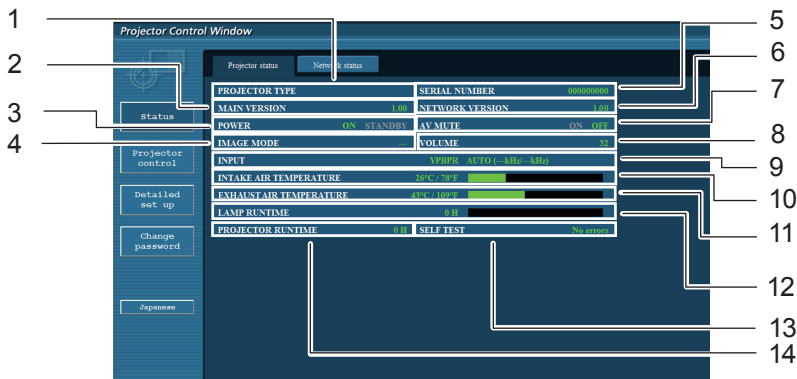 Projector Control Window
Projector status Network status
PROJECTOR TYPE SERIAL NUMBER 000000000
MAIN VERSION 1.00 NETWORK VERSION 1.00
POWER ON STANDBY AV MUTE ON OFF
IMAGE MODE --- VOLUME 32
INPUT YPBPR AUTO (---kHz/---kHz)
INTAKE AIR TEMPERATURE 26°C / 78°F
EXHAUST AIR TEMPERATURE 43°C / 109°F
LAMP RUNTIME 0 H
PROJECTOR RUNTIME 0 H SELF TEST No errors
Status
Projector
control
Detailed
set up
Change
password
Japanese
1
2
3
4
5
6
7
8
9
10
11
12
13
14